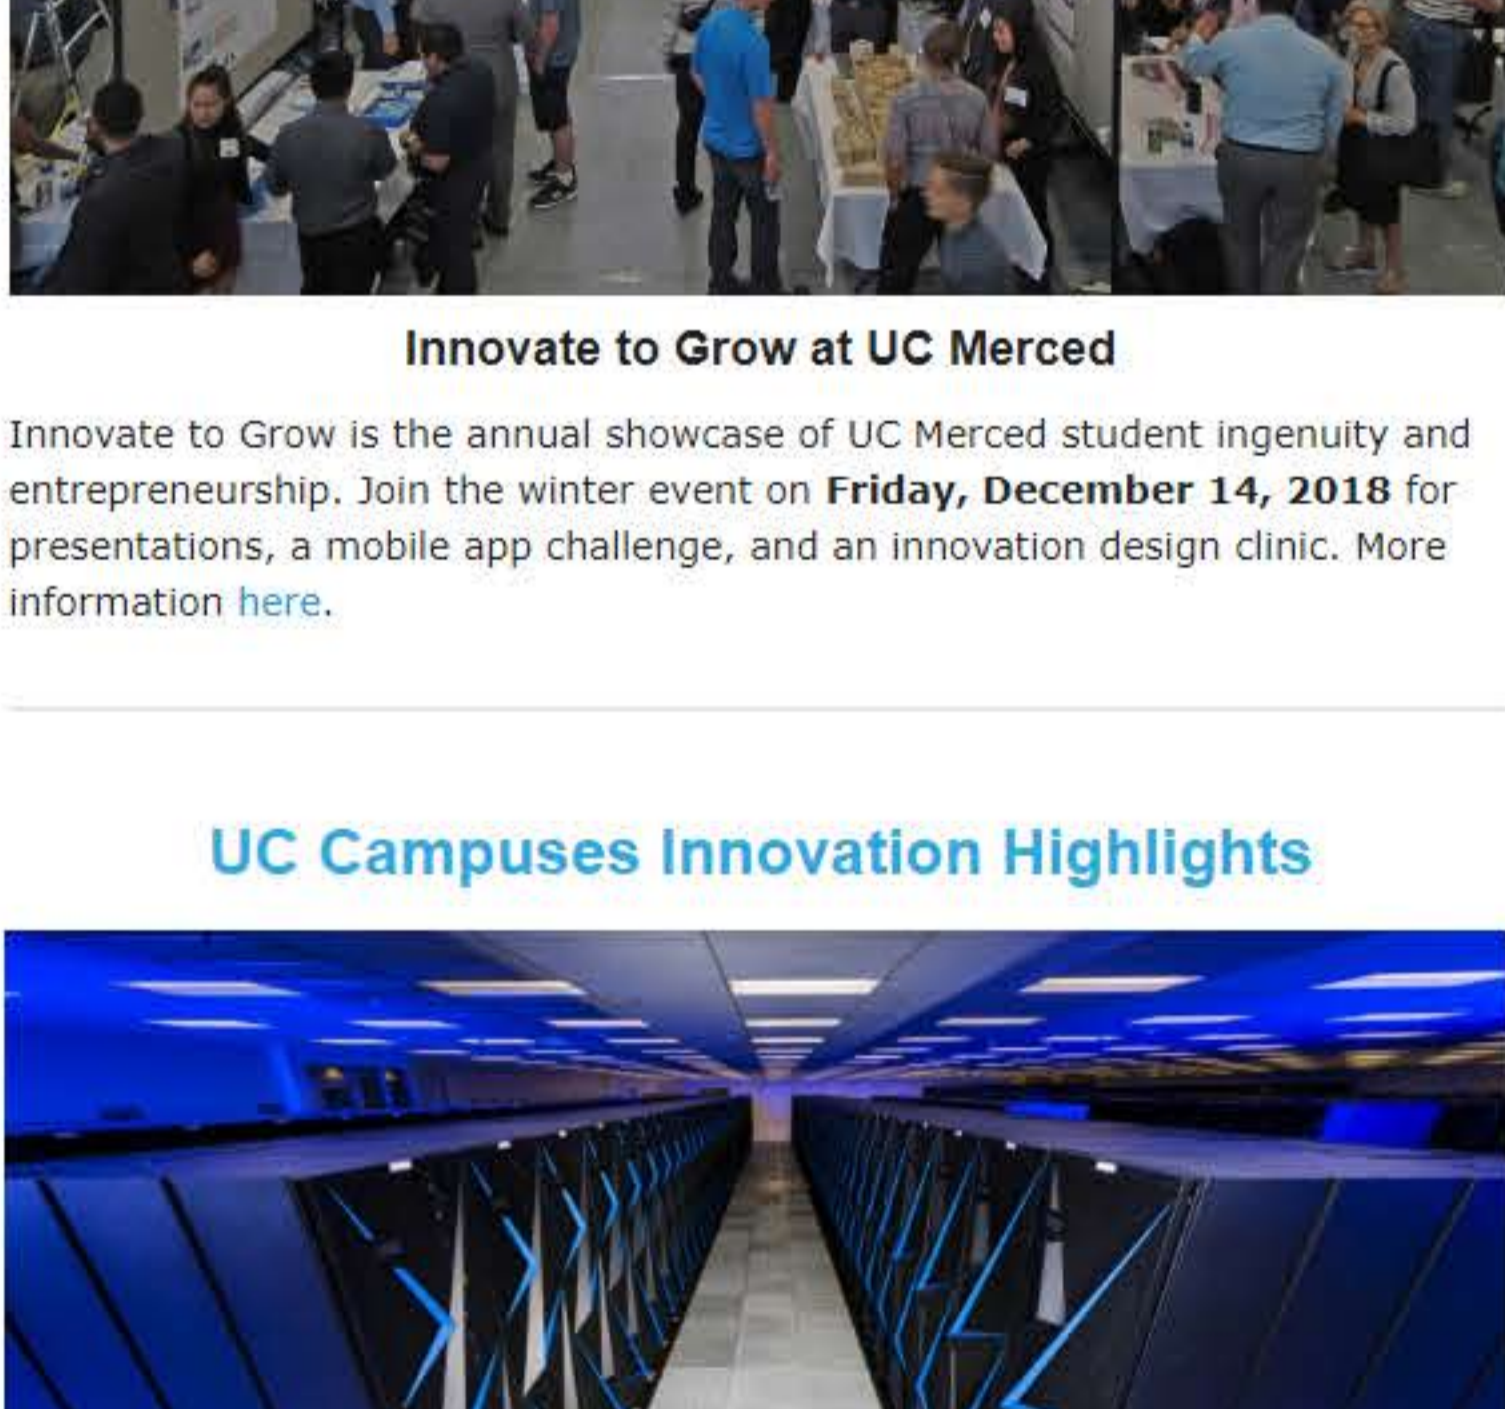 Innovate to Grow at UC Merced
Innovate to Grow is the annual showcase of UC Merced student ingenuity and
entrepreneurship. Join the winter event on Friday, December 14, 2018 for
presentations, a mobile app challenge, and an innovation design clinic. More
information here.
UC Campuses Innovation Highlights